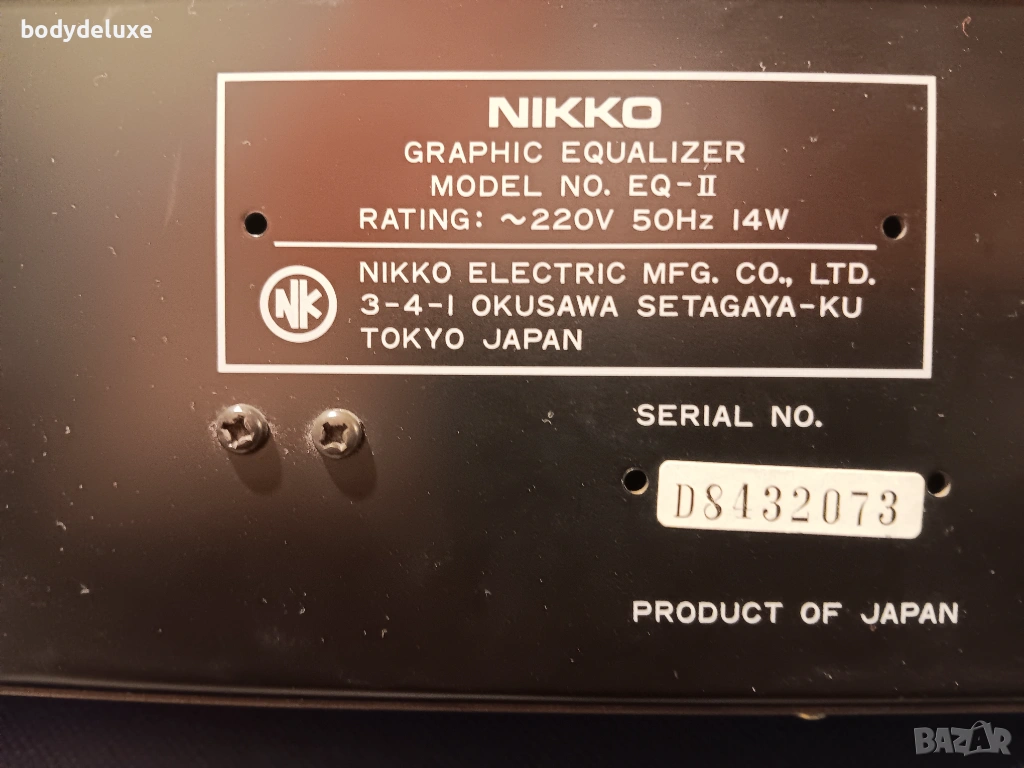 bodydeluxe
NIKKO
GRAPHIC EQUALIZER
MODEL NO. EQ-II
RATING: ~220V 50Hz 14W
NK
NIKKO ELECTRIC MFG. CO., LTD.
3-4-1 OKUSAWA SETAGAYA-KU
TOKYO JAPAN
SERIAL NO.
D8432073
PRODUCT OF JAPAN
BAZAR